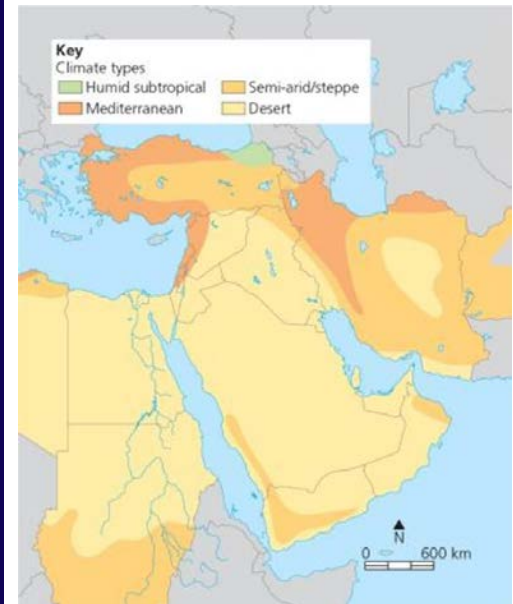 Key
Climate types
Humid subtropical
Semi-arid/steppe
Mediterranean
Desert
N
0 600 km